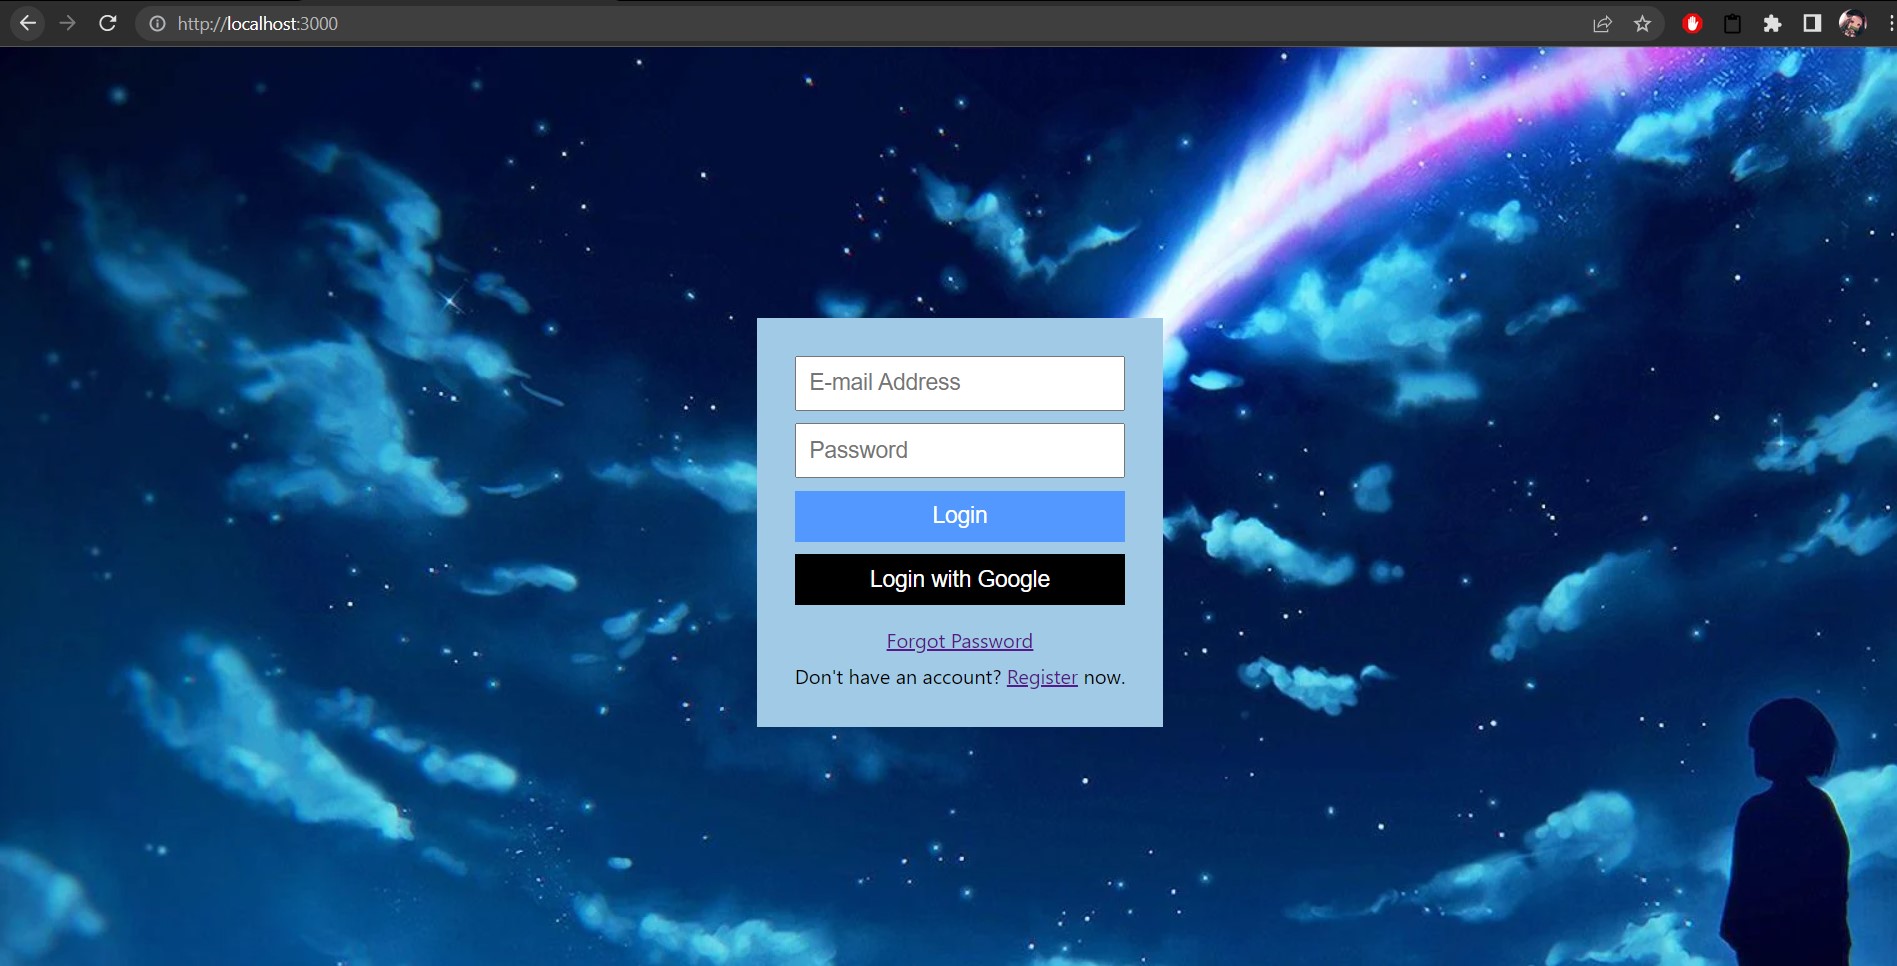 http://localhost:3000
E-mail Address
Password
Login
Login with Google
Forgot Password
Don't have an account? Register now.